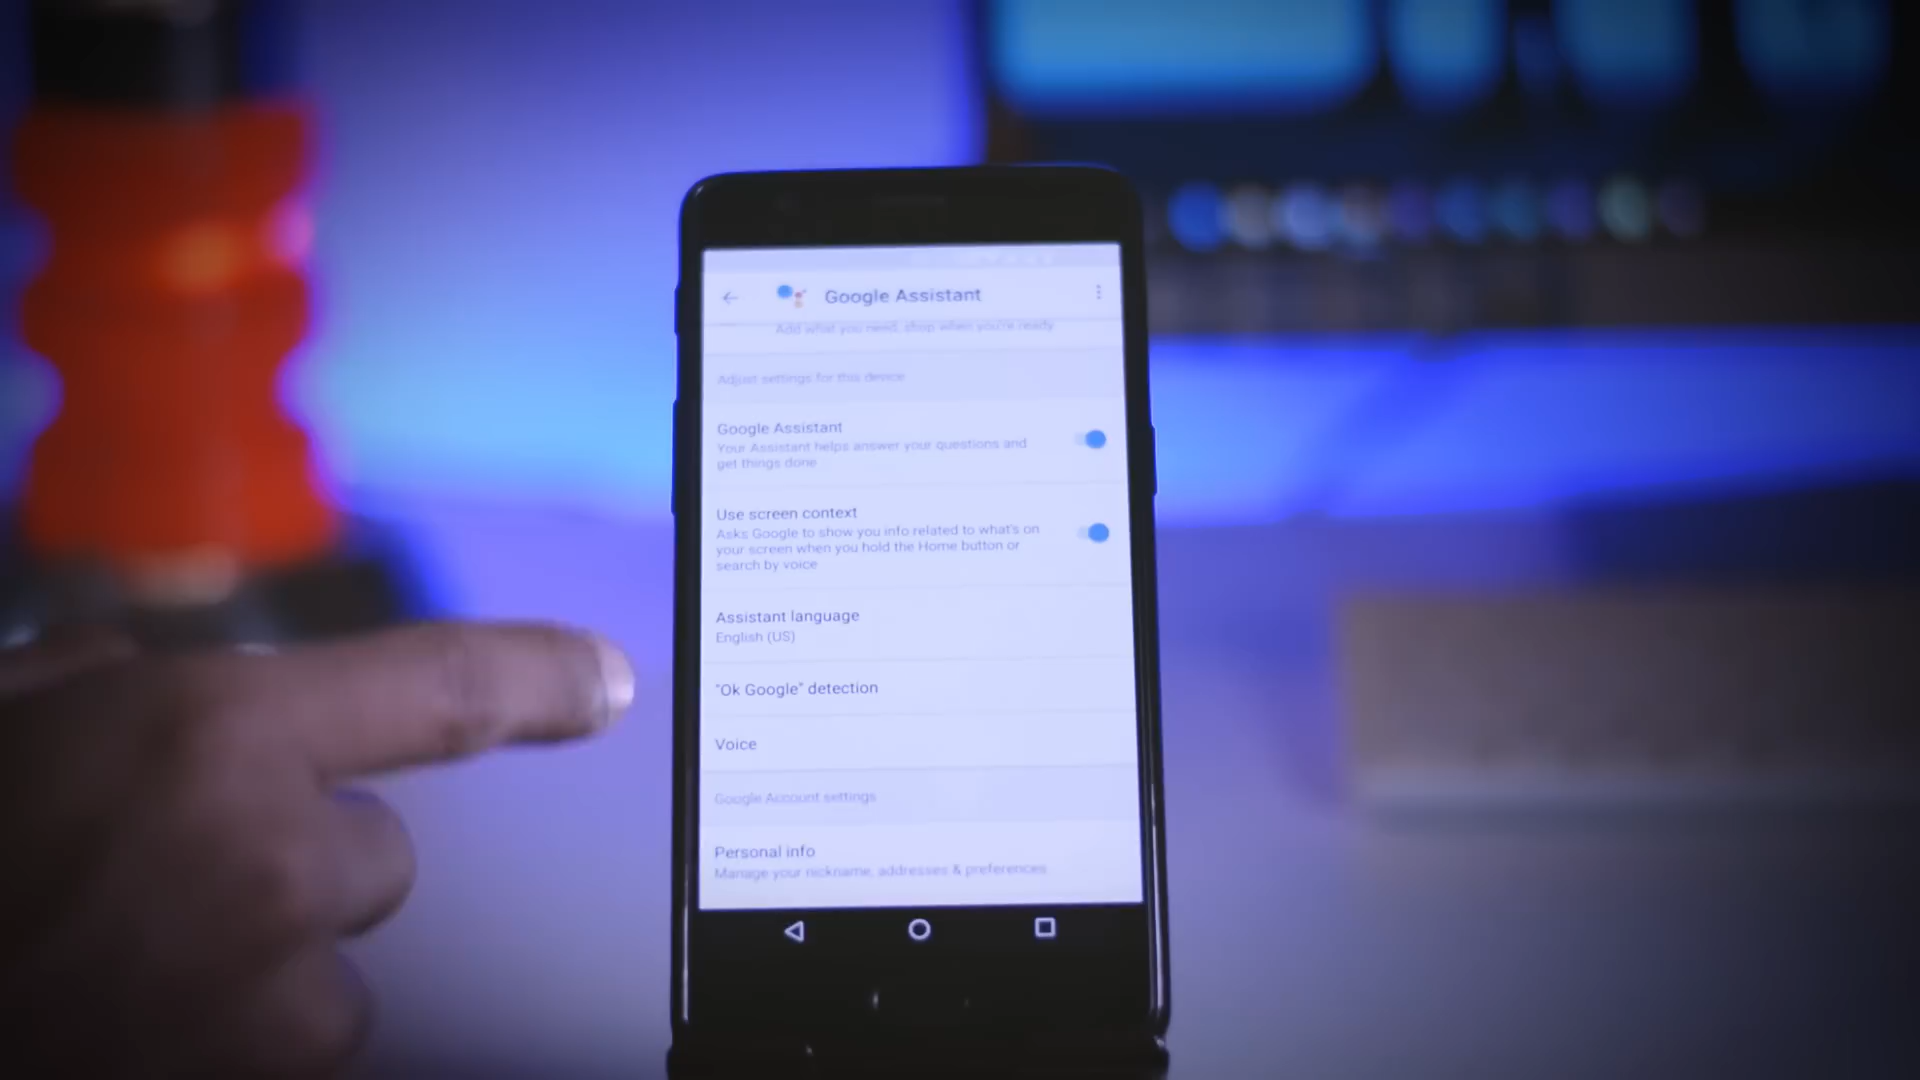 Google Assistant
Add what you need, shop when you're ready
Adjust settings for this device
Google Assistant
Your Assistant helps answer your questions and
get things done
Use screen context
Asks Google to show you info related to what's on
your screen when you hold the Home button or
search by voice
Assistant language
English (US)
"Ok Google" detection
Voice
Google Account settings
Personal info
Manage your nickname, addresses & preferences